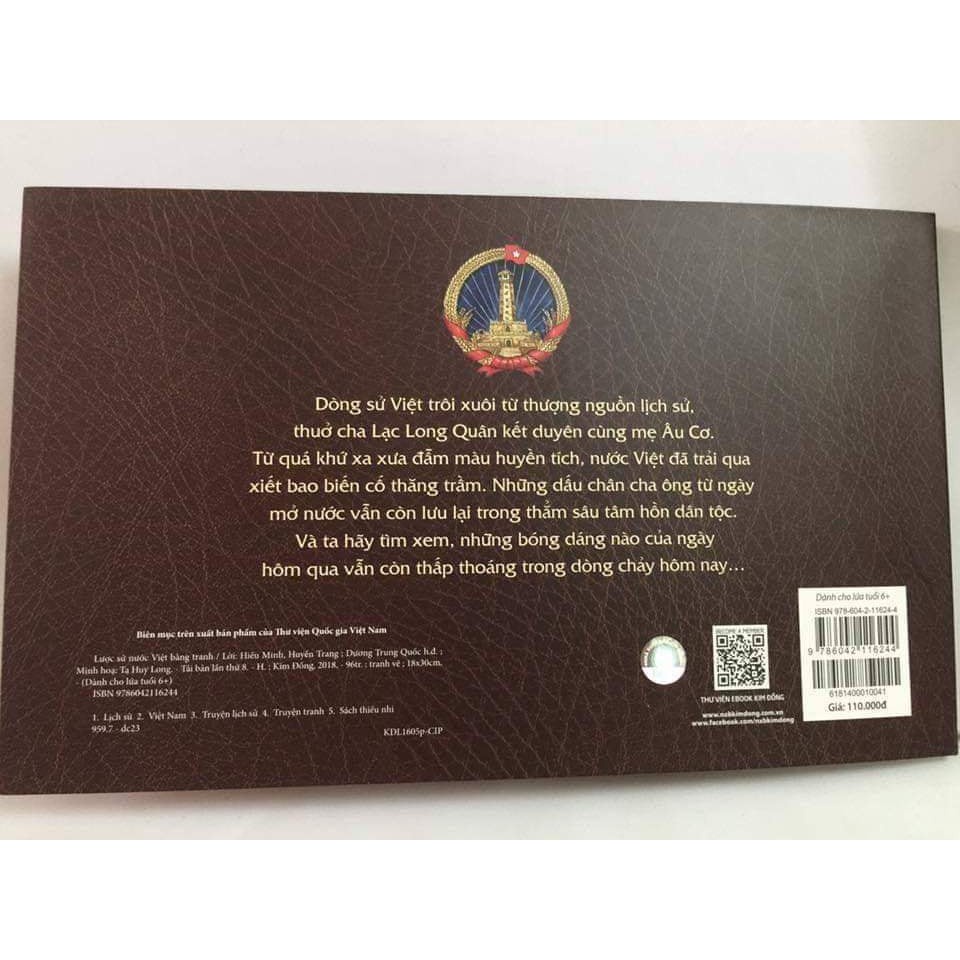 Dòng sử Việt trôi xuôi từ thượng nguồn lịch sử,
thuở cha Lạc Long Quân kết duyên cùng mẹ Âu Cơ.
Từ quá khứ xa xưa đẫm màu huyền tích, nước Việt đã trải qua
xiết bao biến cố thăng trầm. Những dấu chân cha ông từ ngày
mở nước vẫn còn lưu lại trong thẳm sâu tâm hồn dân tộc.
Và ta hãy tìm xem, những bóng dáng nào của ngày
hôm qua vẫn còn thấp thoáng trong dòng chảy hôm nay...
Biên mục trên xuất bản phẩm của Thư viện Quốc gia Việt Nam
Lược sử nước Việt bằng tranh / Lời: Hiếu Minh, Huyền Trang ; Dương Trung Quốc h.đ. ;
Minh hoạ: Tạ Huy Long. - Tái bản lần thứ 8. - H. : Kim Đồng, 2018. - 96tr. : tranh vẽ ; 18x30cm.
- (Dành cho lứa tuổi 6+)
ISBN 9786042116244
1. Lịch sử 2. Việt Nam 3. Truyện lịch sử 4. Truyện tranh 5. Sách thiếu nhi
959.7 - dc23
KDL1605p-CIP
BECOME A MEMBER
THƯ VIỆN EBOOK KIM ĐỒNG
www.nxbkimdong.com.vn
www.facebook.com/nxbkimdong
Dành cho lứa tuổi 6+
ISBN 978-604-2-11624-4
9 786042 116244
6181400010041
Giá: 110.000đ